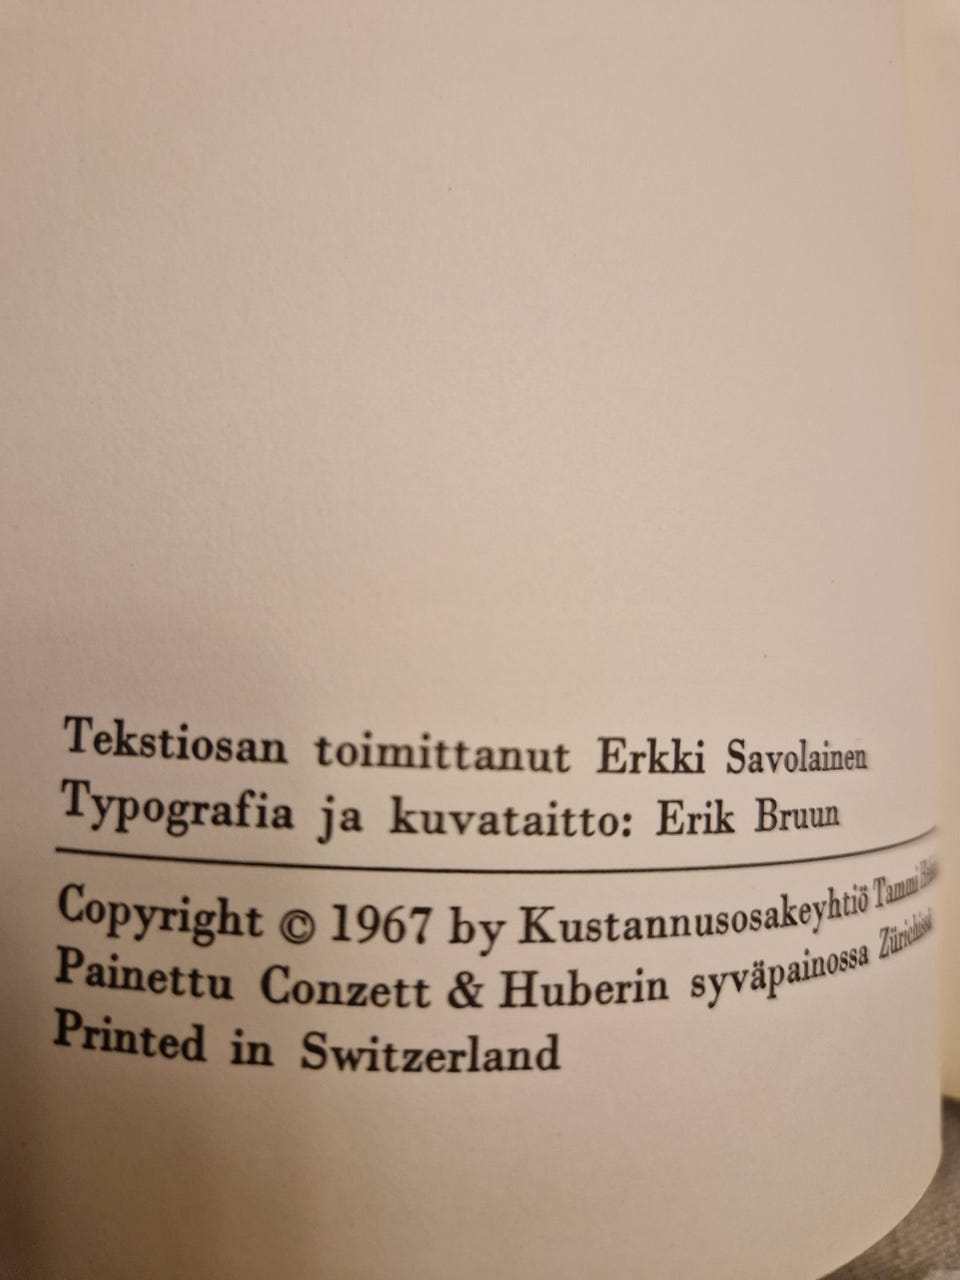 Tekstiosan toimittanut Erkki Savolainen
Typografia ja kuvataitto: Erik Bruun
Copyright © 1967 by Kustannusosakeyhtiö Tammi
Painettu Conzett & Huberin syväpainossa Zürichissä
Printed in Switzerland